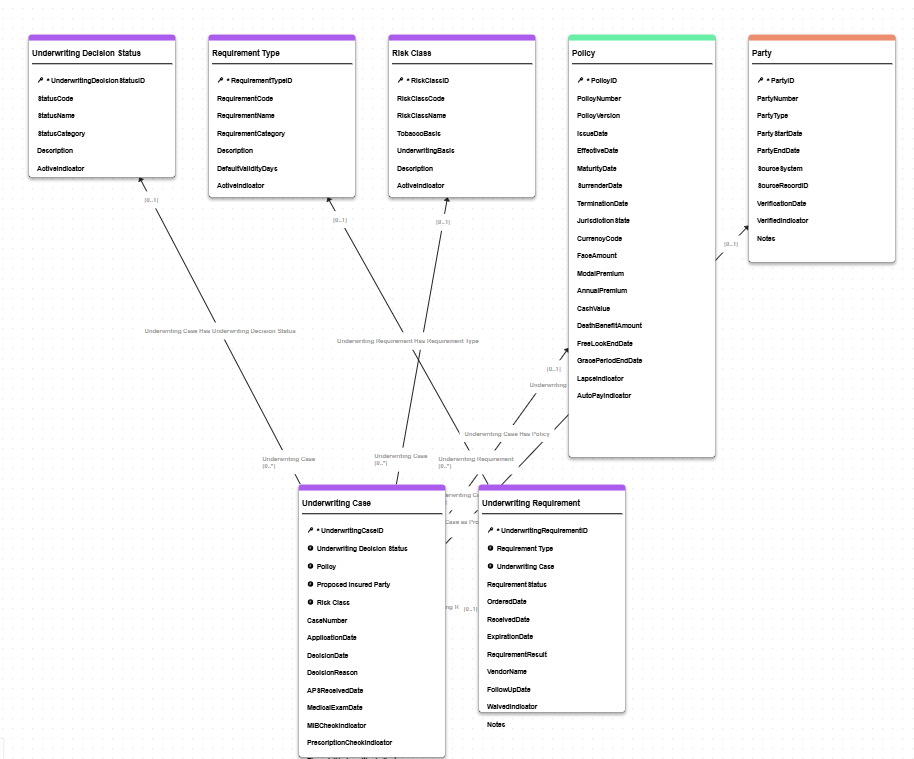 Underwriting Decision Status
* UnderwritingDecisionStatusID
StatusCode
StatusName
StatusCategory
Description
ActiveIndicator
Requirement Type
* RequirementTypeID
RequirementCode
RequirementName
RequirementCategory
Description
DefaultValidityDays
ActiveIndicator
Risk Class
* RiskClassID
RiskClassCode
RiskClassName
TobaccoBasis
UnderwritingBasis
Description
ActiveIndicator
Policy
* PolicyID
PolicyNumber
PolicyVersion
IssueDate
EffectiveDate
MaturityDate
SurrenderDate
TerminationDate
JurisdictionState
CurrencyCode
FaceAmount
ModalPremium
AnnualPremium
CashValue
DeathBenefitAmount
FreeLookEndDate
GracePeriodEndDate
LapseIndicator
AutoPayIndicator
Party
* PartyID
PartyNumber
PartyType
PartyStartDate
PartyEndDate
SourceSystem
SourceRecordID
VerificationDate
VerifiedIndicator
Notes
[0..1]
[0..1]
[0..1]
[0..1]
Underwriting Case Has Underwriting Decision Status
Underwriting Requirement Has Requirement Type
[0..1]
Underwriting
Underwriting Case Has Policy
Underwriting Case
[0..*]
Underwriting Case
[0..*]
Underwriting Requirement
[0..*]
Case as Pro
[0..1]
Underwriting Case
* UnderwritingCaseID
Underwriting Decision Status
Policy
Proposed Insured Party
Risk Class
CaseNumber
ApplicationDate
DecisionDate
DecisionReason
APSReceivedDate
MedicalExamDate
MIBCheckIndicator
PrescriptionCheckIndicator
Underwriting Requirement
* UnderwritingRequirementID
Requirement Type
Underwriting Case
RequirementStatus
OrderedDate
ReceivedDate
ExpirationDate
RequirementResult
VendorName
FollowUpDate
WaivedIndicator
Notes